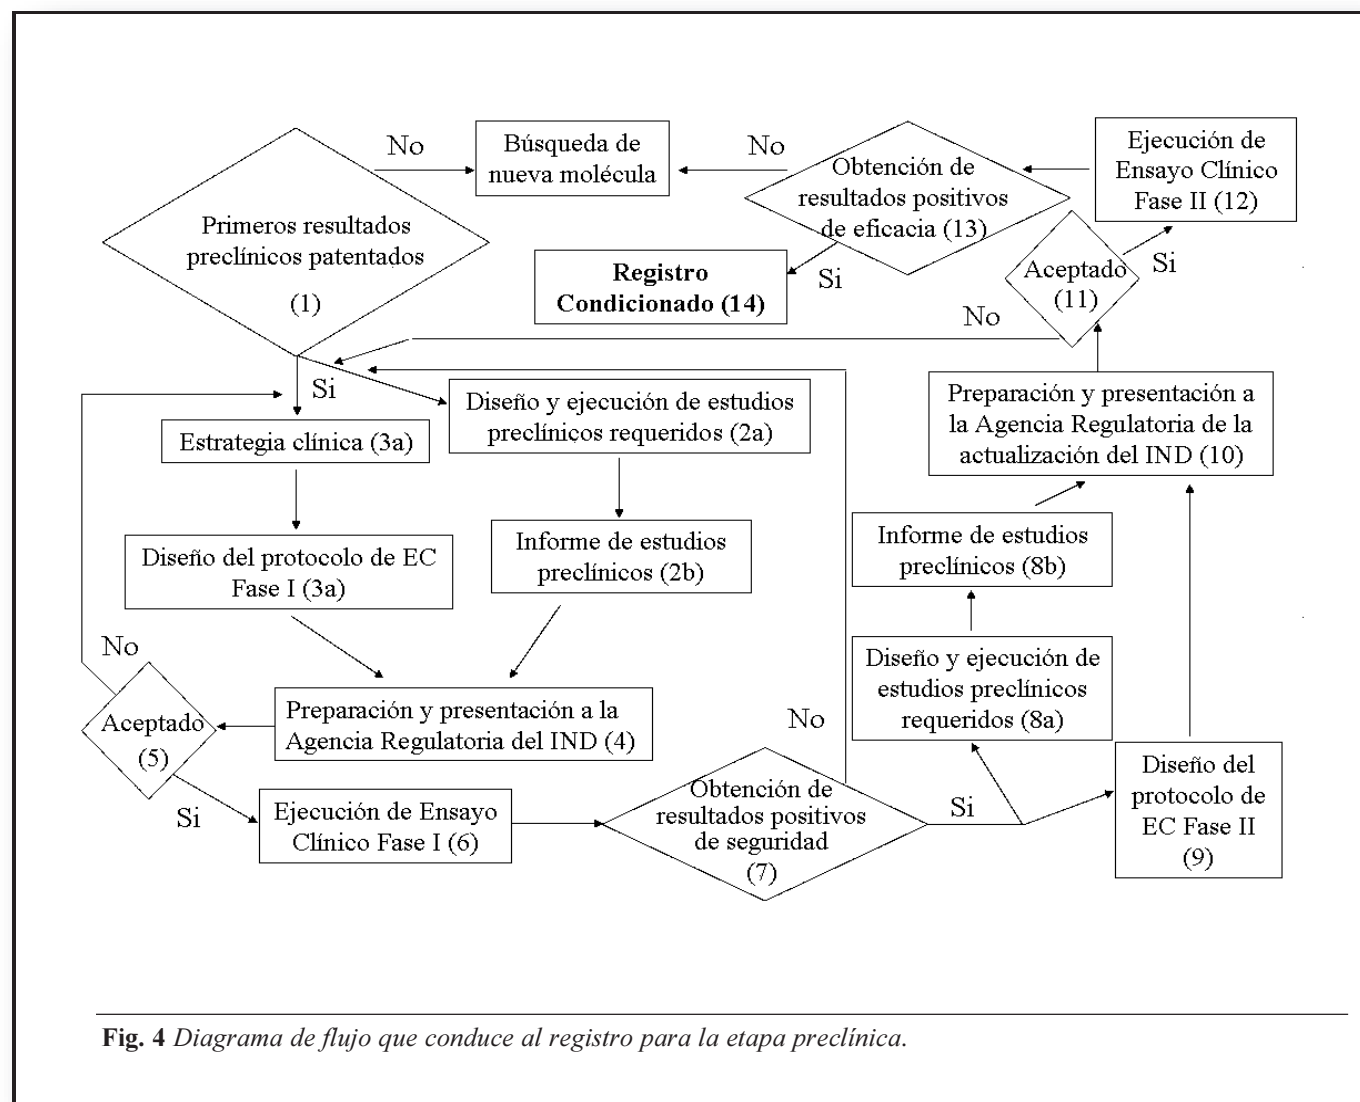 No
Búsqueda de
nueva molécula
No
Obtención de
resultados positivos
de eficacia (13)
Ejecución de
Ensayo Clínico
Fase II (12)
Primeros resultados
preclínicos patentados
(1)
Registro
Condicionado (14)
Si
Aceptado
(11)
Si
No
Si
Diseño y ejecución de estudios
preclínicos requeridos (2a)
Preparación y presentación a
la Agencia Regulatoria de la
actualización del IND (10)
Estrategia clínica (3a)
Diseño del protocolo de EC
Fase I (3a)
Informe de estudios
preclínicos (2b)
Informe de estudios
preclínicos (8b)
No
Aceptado
(5)
Si
Preparación y presentación a la
Agencia Regulatoria del IND (4)
Diseño y ejecución de
estudios preclínicos
requeridos (8a)
No
Ejecución de Ensayo
Clínico Fase I (6)
Obtención de
resultados positivos
de seguridad
(7)
Si
Diseño del
protocolo de
EC Fase II
(9)
Fig. 4 Diagrama de flujo que conduce al registro para la etapa preclínica.